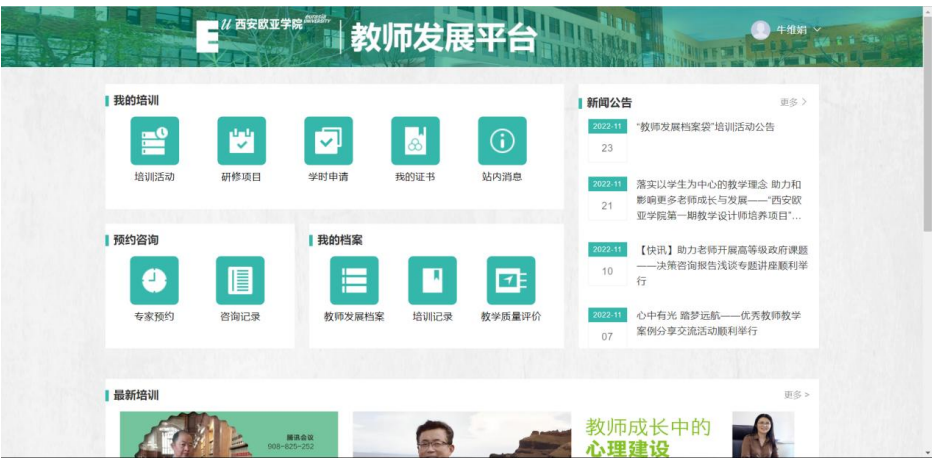 西安欧亚学院
EURASIA
UNIVERSITY
教师发展平台
牛维娟
我的培训
培训活动
研修项目
学时申请
我的证书
站内消息
预约咨询
专家预约
咨询记录
我的档案
教师发展档案
培训记录
教学质量评价
新闻公告
更多 >
2022-11
23
“教师发展档案袋”培训活动公告
2022-11
21
落实以学生为中心的教学理念 助力和
影响更多老师成长与发展——“西安欧
亚学院第一期教学设计师培养项目”...
2022-11
10
【快讯】助力老师开展高等级政府课题
——决策咨询报告浅谈专题讲座顺利举
行
2022-11
07
心中有光 踏梦远航——优秀教师教学
案例分享交流活动顺利举行
最新培训
更多 >
腾讯会议
908-825-252
教师成长中的
心理建设